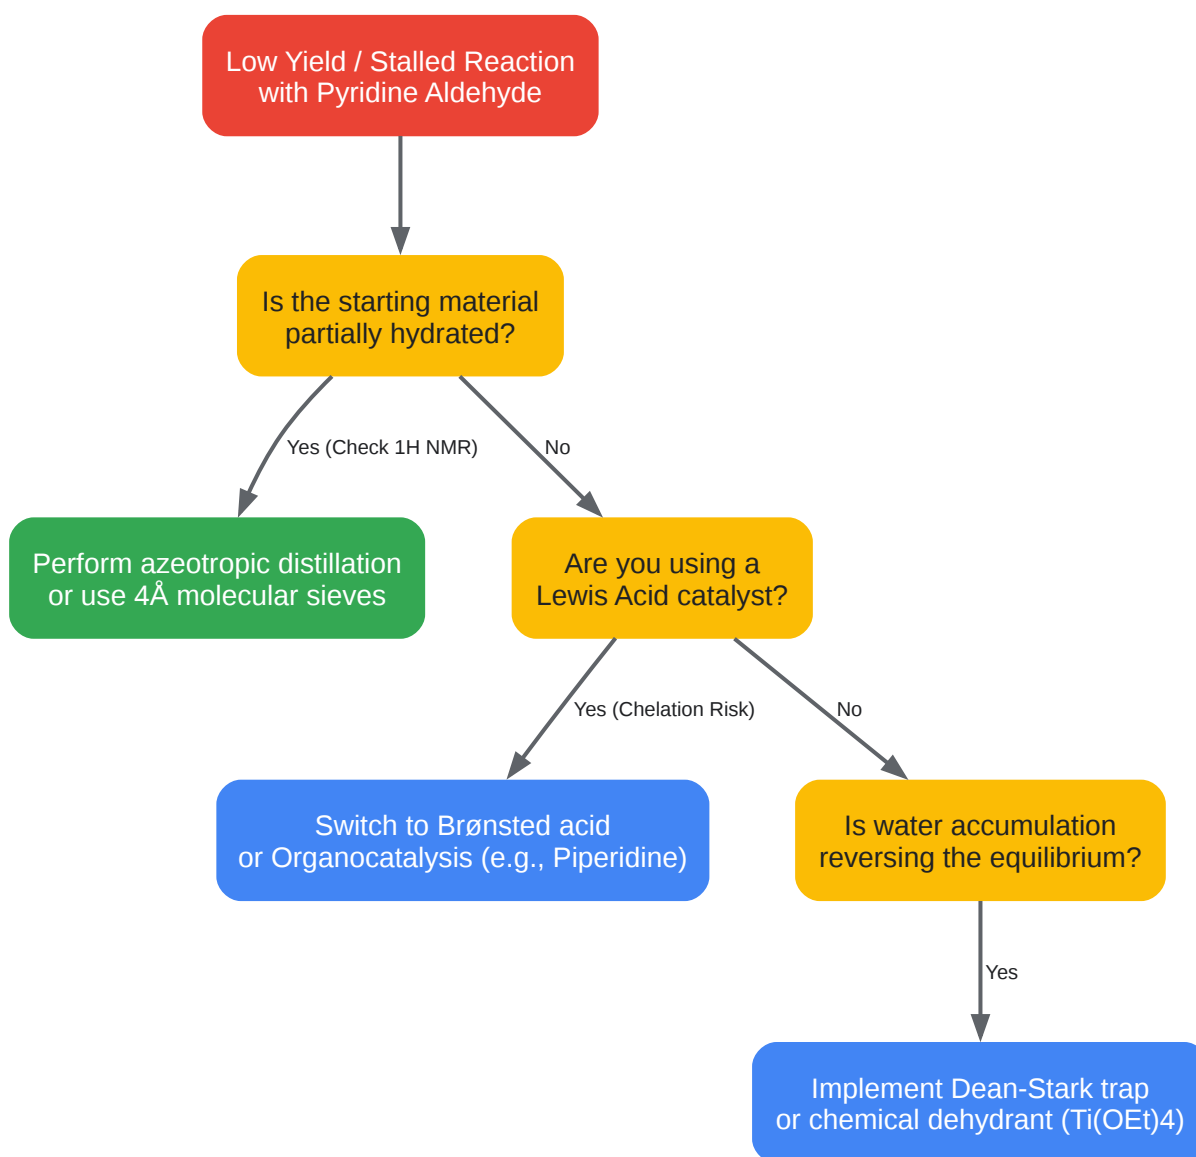 Low Yield / Stalled Reaction
with Pyridine Aldehyde
Is the starting material
partially hydrated?
Yes (Check 1H NMR)
No
Perform azeotropic distillation
or use 4Å molecular sieves
Are you using a
Lewis Acid catalyst?
Yes (Chelation Risk)
No
Switch to Brønsted acid
or Organocatalysis (e.g., Piperidine)
Is water accumulation
reversing the equilibrium?
Yes
Implement Dean-Stark trap
or chemical dehydrant (Ti(OEt)4)